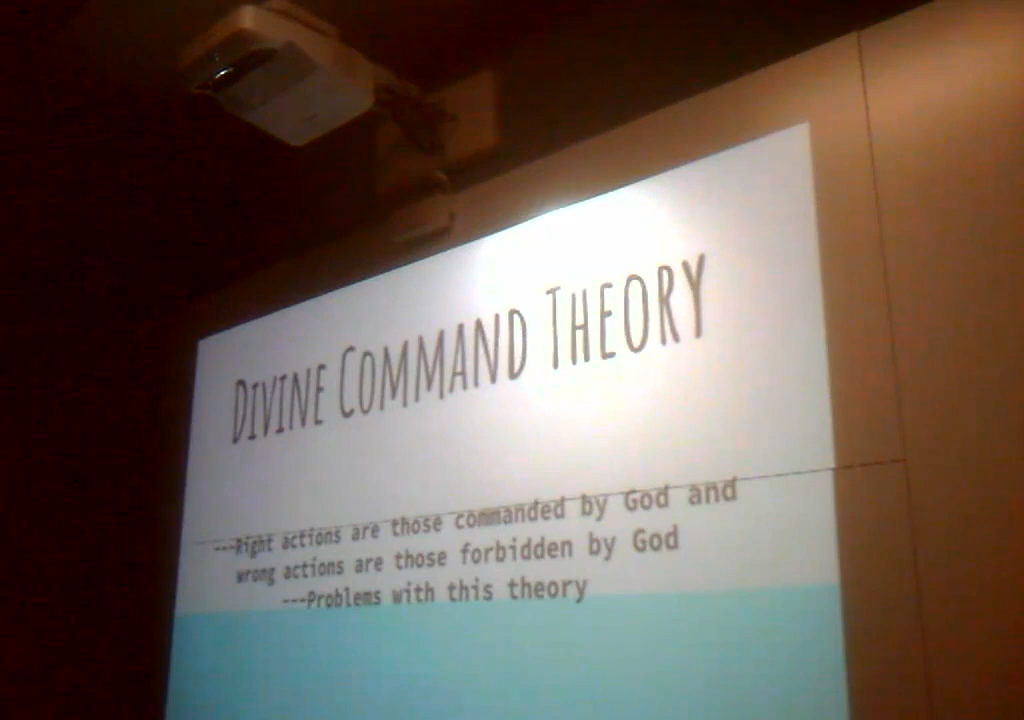 DIVINE COMMAND THEORY
---Right actions are those commanded by God and
wrong actions are those forbidden by God
---Problems with this theory